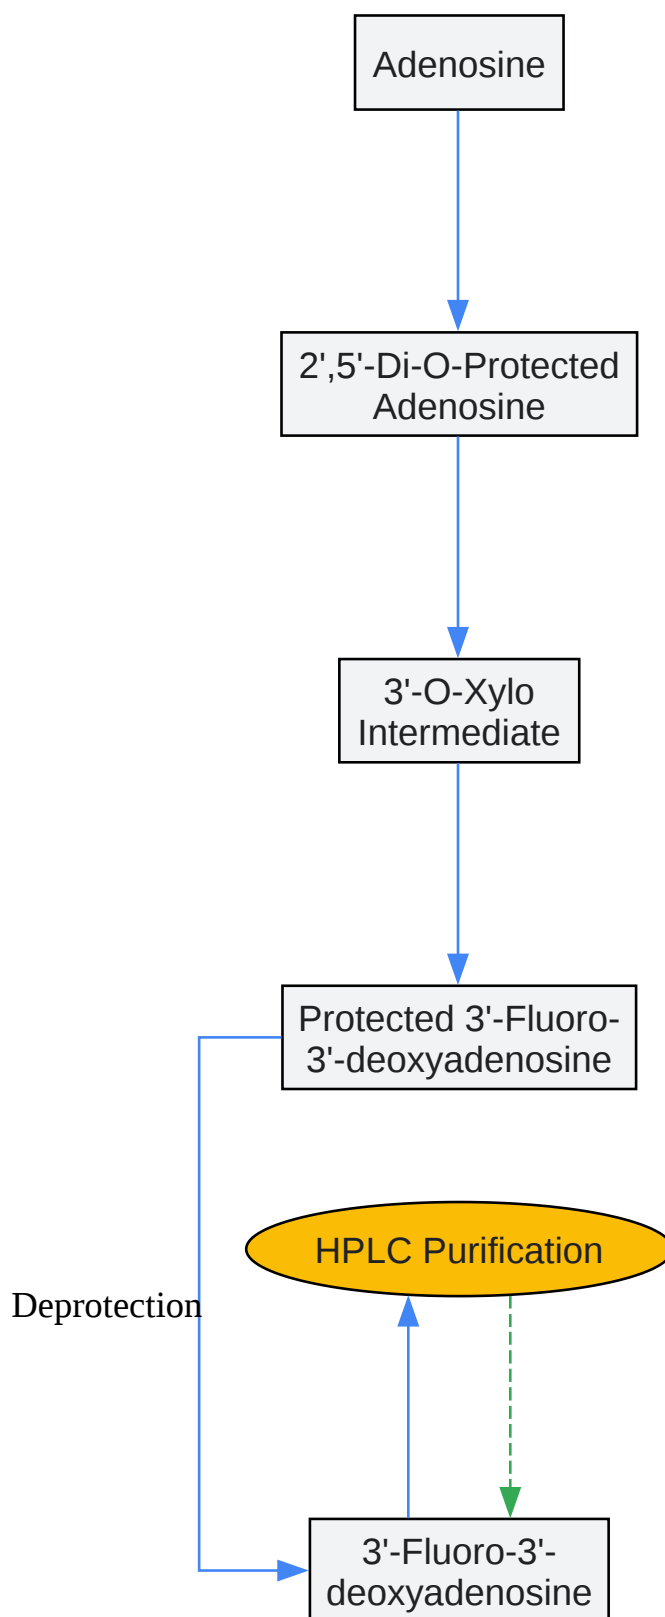 Adenosine
2',5'-Di-O-Protected
Adenosine
3'-O-Xylo
Intermediate
Protected 3'-Fluoro-
3'-deoxyadenosine
HPLC Purification
Deprotection
3'-Fluoro-3'-
deoxyadenosine